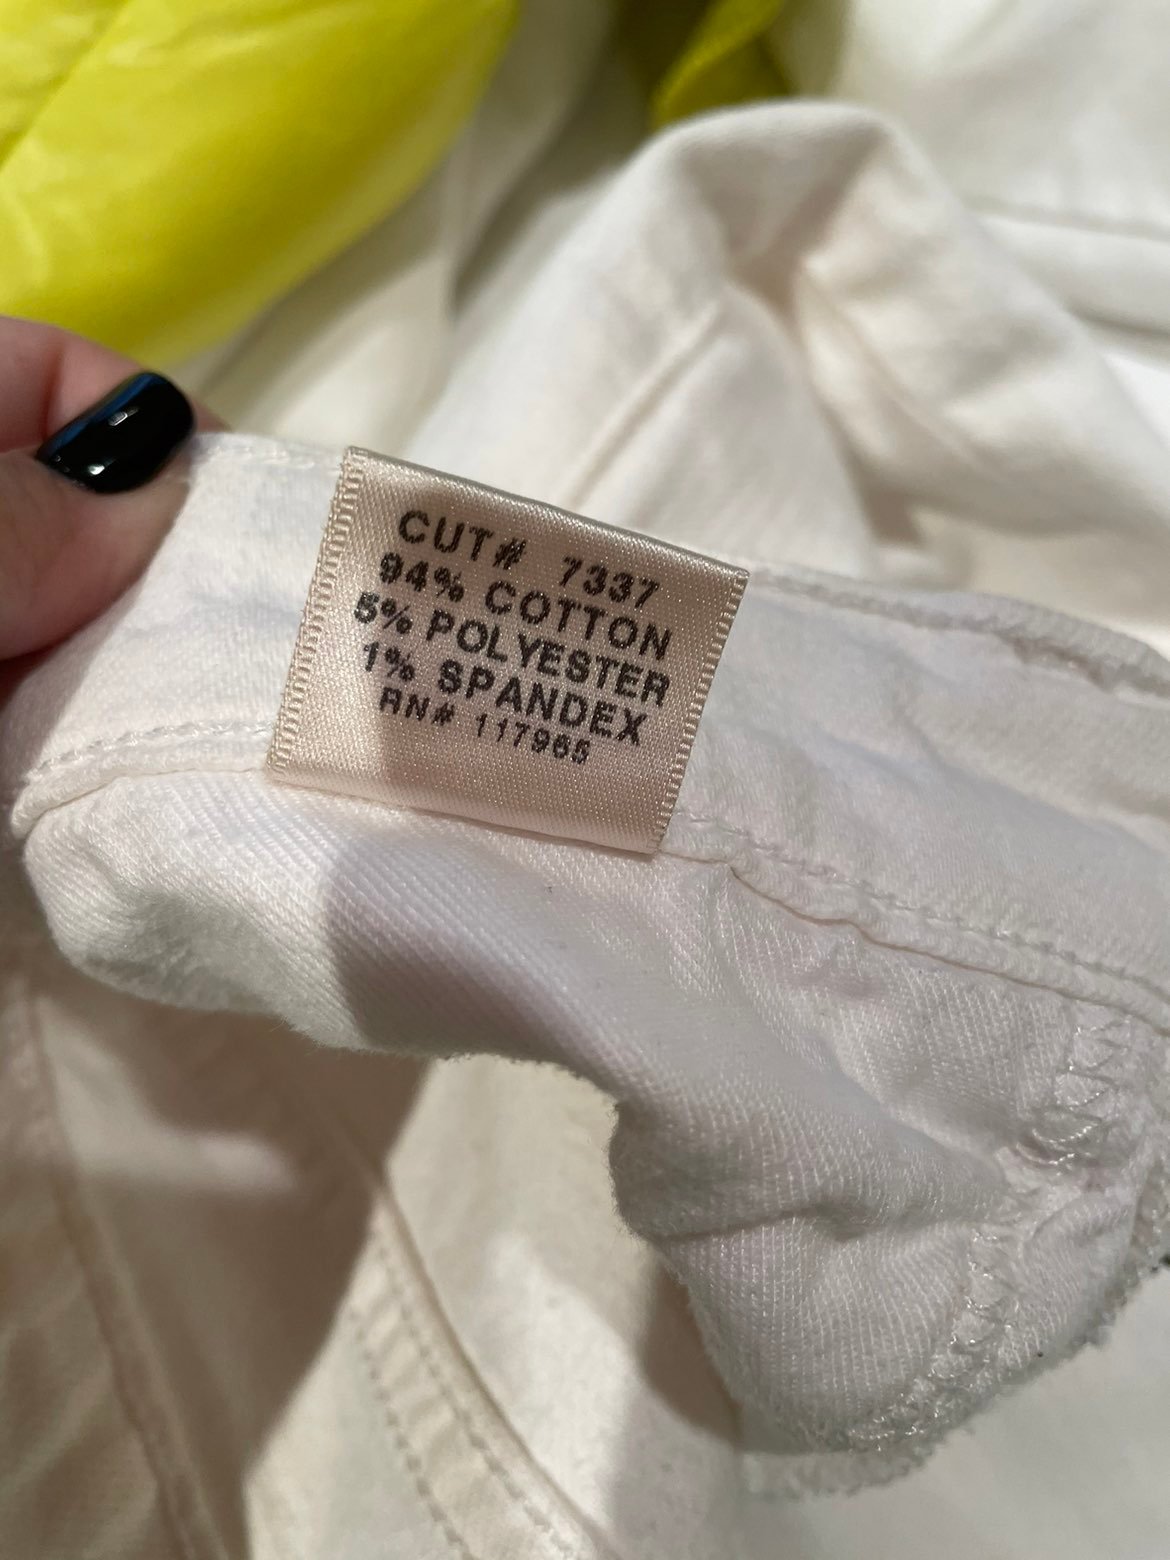 CUT# 7337
94% COTTON
5% POLYESTER
1% SPANDEX
RN# 117965